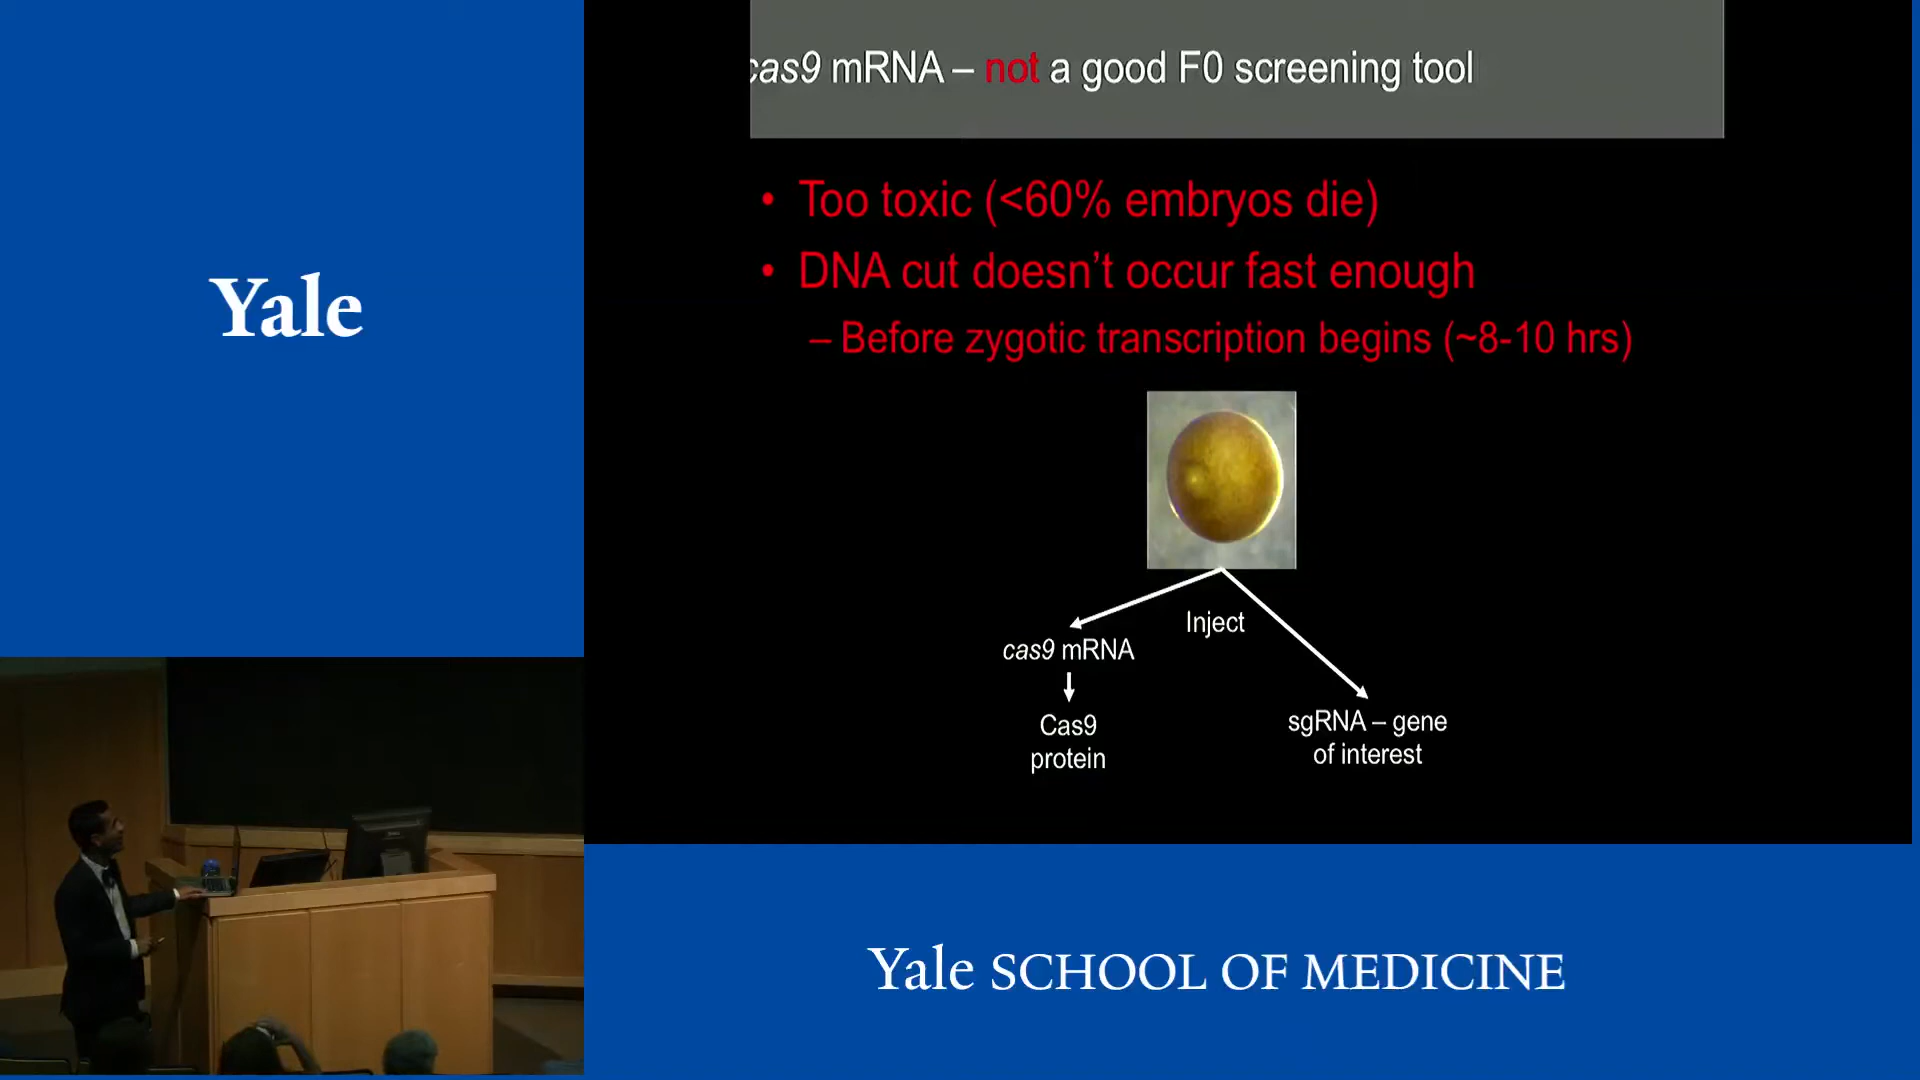 cas9 mRNA – not a good F0 screening tool
• Too toxic (<60% embryos die)
• DNA cut doesn’t occur fast enough
– Before zygotic transcription begins (~8-10 hrs)
Yale
Inject
cas9 mRNA
Cas9
protein
sgRNA – gene
of interest
Yale SCHOOL OF MEDICINE